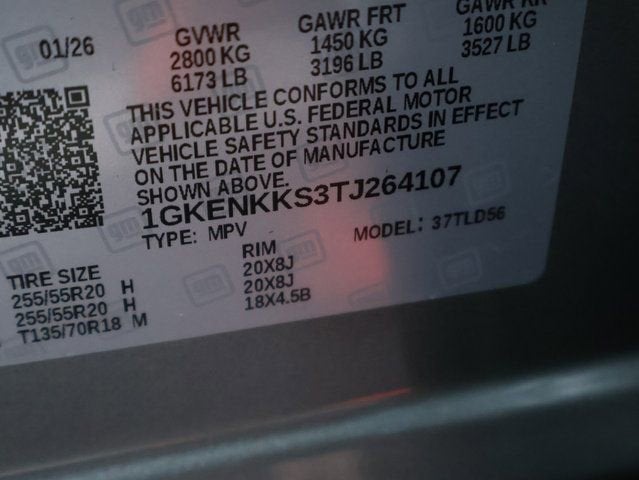 01/26 GVWR GAWR FRT GAWR RR
2800 KG 1450 KG 1600 KG
6173 LB 3196 LB 3527 LB
THIS VEHICLE CONFORMS TO ALL
APPLICABLE U.S. FEDERAL MOTOR
VEHICLE SAFETY STANDARDS IN EFFECT
ON THE DATE OF MANUFACTURE
SHOWN ABOVE.
1GKENKKS3TJ264107
TYPE: MPV MODEL: 37TLD56
TIRE SIZE RIM
255/55R20 H 20X8J
255/55R20 H 20X8J
T135/70R18 M 18X4.5B